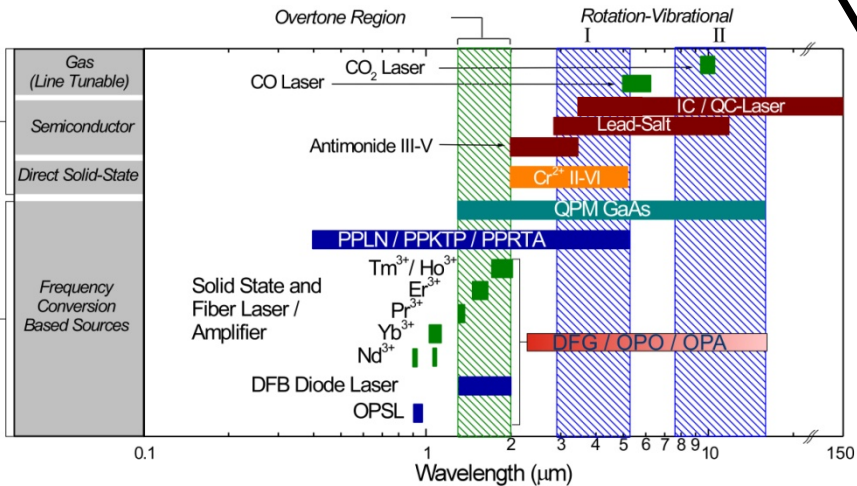 Overtone Region
Rotation-Vibrational
I
II
Gas
(Line Tunable)
CO₂ Laser
CO Laser
Semiconductor
IC / QC-Laser
Lead-Salt
Antimonide III-V
Direct Solid-State
Cr²⁺ II-VI
QPM GaAs
PPLN / PPKTP / PPRTA
Frequency
Conversion
Based Sources
Solid State and
Fiber Laser /
Amplifier
Tm³⁺/ Ho³⁺
Er³⁺
Pr³⁺
Yb³⁺
Nd³⁺
DFG / OPO / OPA
DFB Diode Laser
OPSL
0.1
1
2
3
4
5
6
7
8
9
10
150
Wavelength (μm)